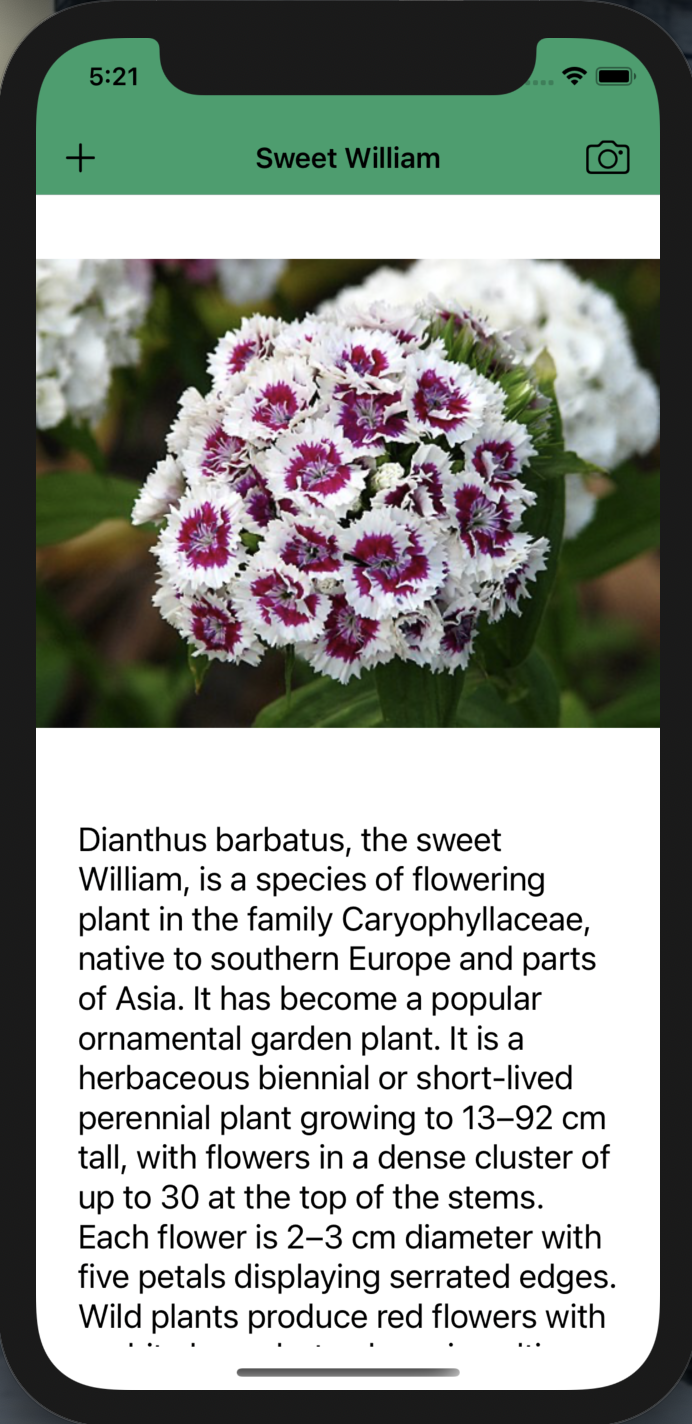 5:21
Sweet William
Dianthus barbatus, the sweet
William, is a species of flowering
plant in the family Caryophyllaceae,
native to southern Europe and parts
of Asia. It has become a popular
ornamental garden plant. It is a
herbaceous biennial or short-lived
perennial plant growing to 13–92 cm
tall, with flowers in a dense cluster of
up to 30 at the top of the stems.
Each flower is 2–3 cm diameter with
five petals displaying serrated edges.
Wild plants produce red flowers with